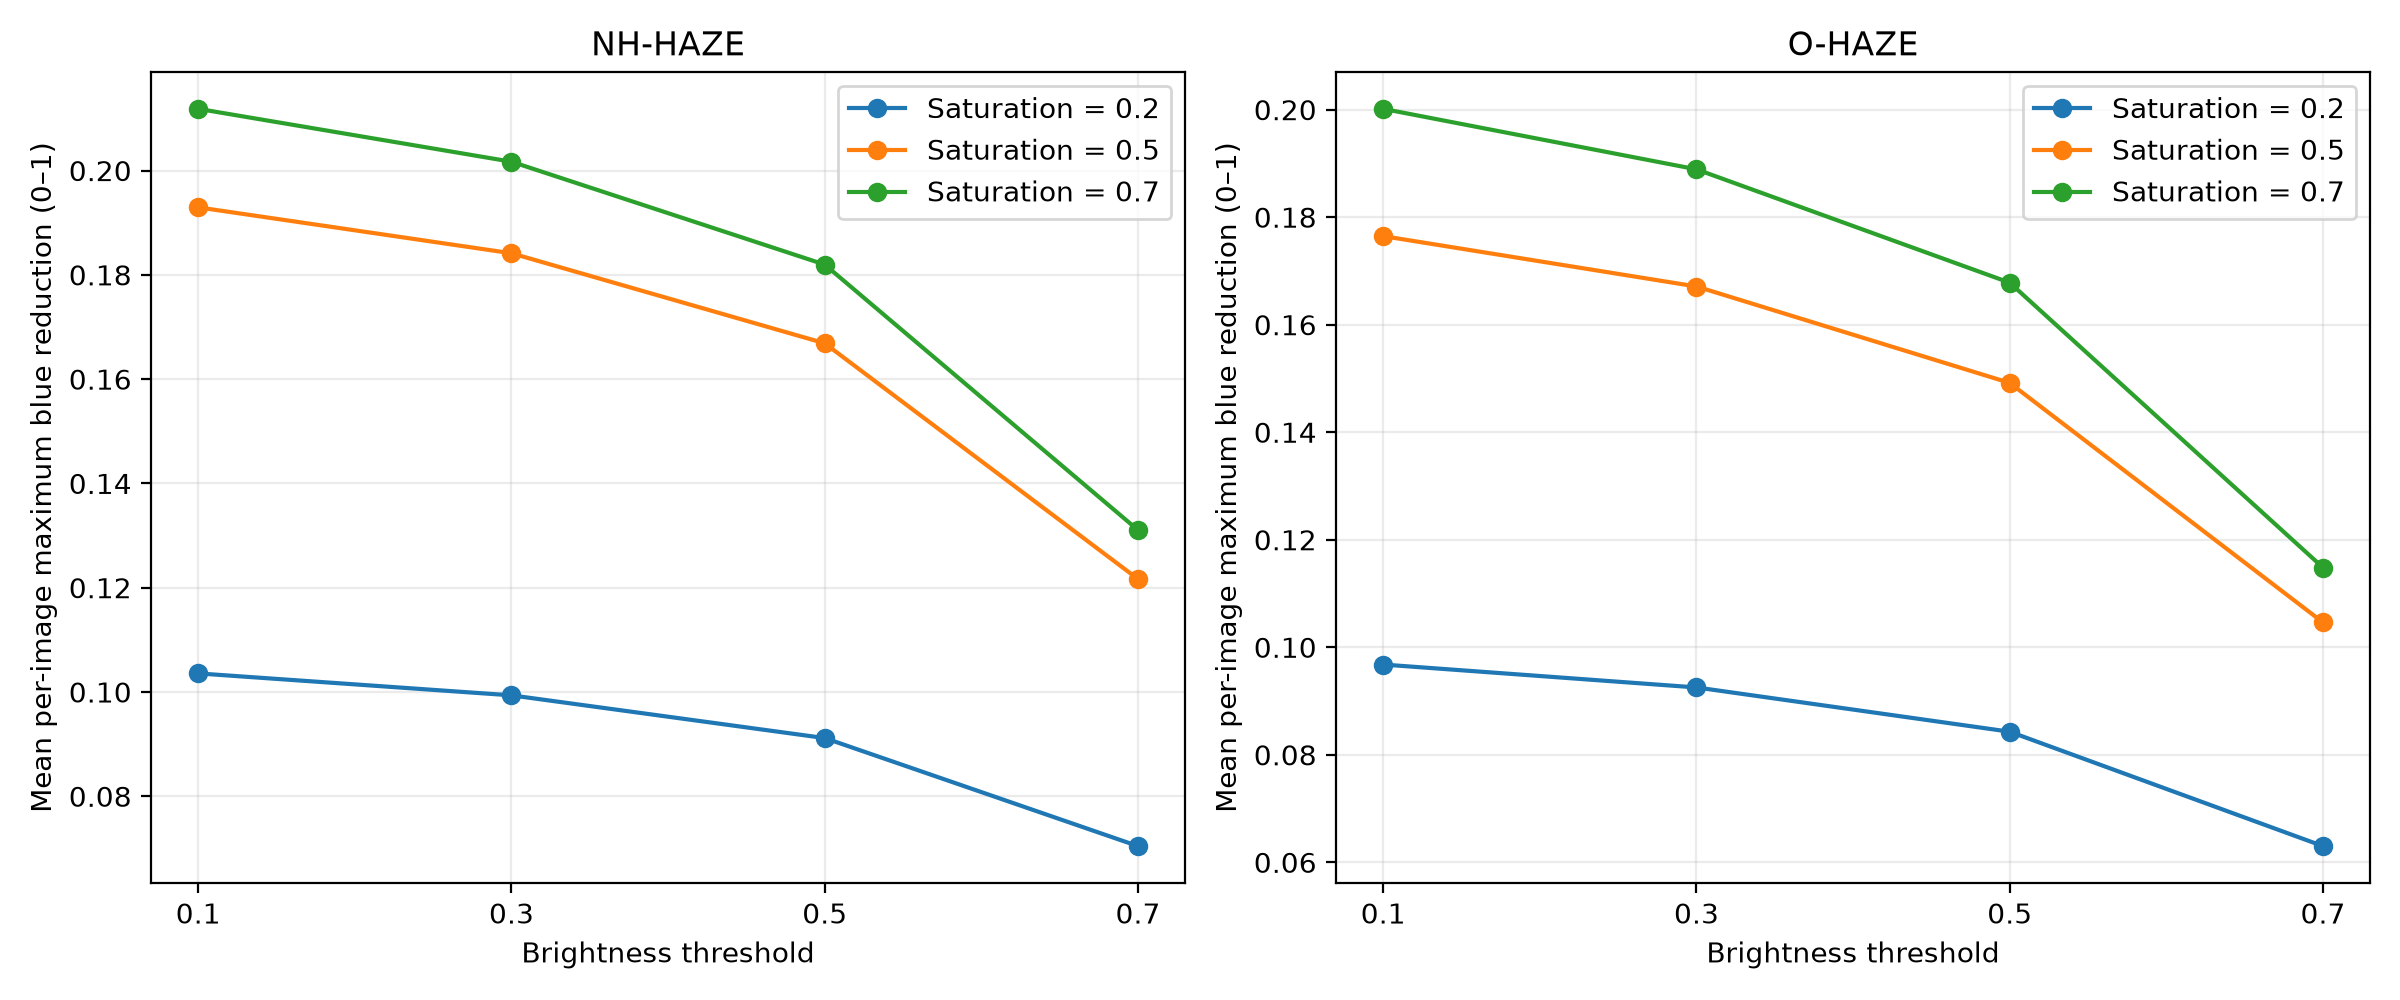 NH-HAZE
Mean per-image maximum blue reduction (0–1)
0.20
0.18
0.16
0.14
0.12
0.10
0.08
Saturation = 0.2
Saturation = 0.5
Saturation = 0.7
0.1 0.3 0.5 0.7
Brightness threshold
O-HAZE
Mean per-image maximum blue reduction (0–1)
0.20
0.18
0.16
0.14
0.12
0.10
0.08
0.06
Saturation = 0.2
Saturation = 0.5
Saturation = 0.7
0.1 0.3 0.5 0.7
Brightness threshold